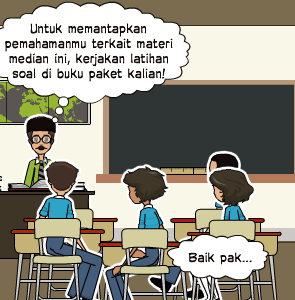 Untuk memantapkan
pemahamanmu terkait materi
median ini, kerjakan latihan
soal di buku paket kalian!
Baik pak...